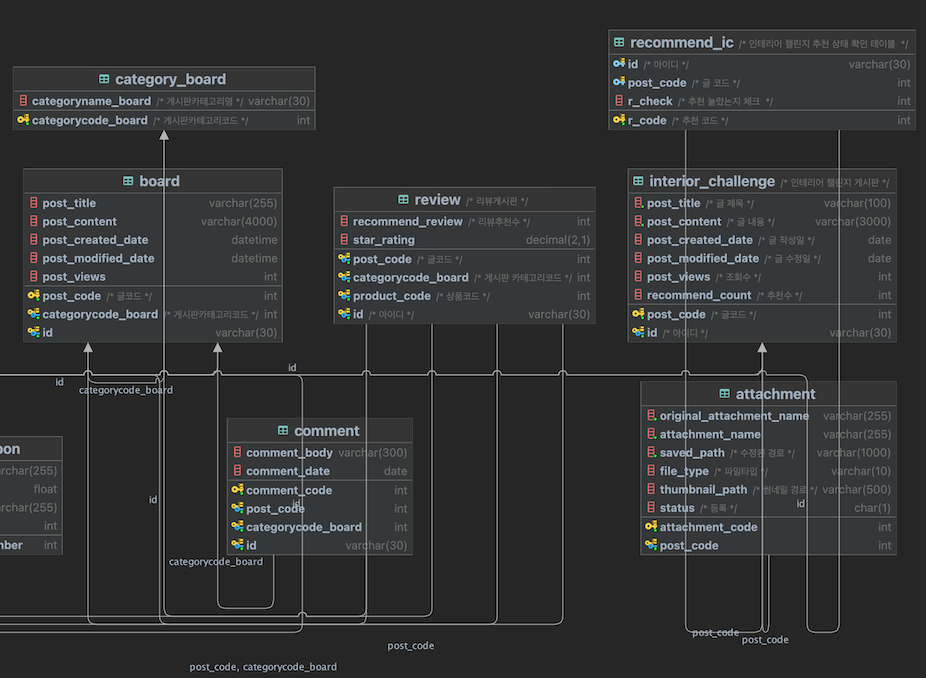 recommend_ic /* 인테리어 챌린지 추천 상태 확인 테이블 */
id /* 아이디 */ varchar(30)
post_code /* 글 코드 */ int
r_check /* 추천 눌렀는지 체크 */ int
r_code /* 추천 코드 */ int
category_board
categoryname_board /* 게시판카테고리명 */ varchar(30)
categorycode_board /* 게시판카테고리코드 */ int
board
post_title varchar(255)
post_content varchar(4000)
post_created_date datetime
post_modified_date datetime
post_views int
post_code /* 글코드 */ int
categorycode_board /* 게시판카테고리코드 */ int
id varchar(30)
review /* 리뷰게시판 */
recommend_review /* 리뷰추천수 */ int
star_rating decimal(2,1)
post_code /* 글코드 */ int
categorycode_board /* 게시판 카테고리코드 */ int
product_code /* 상품코드 */ int
id /* 아이디 */ varchar(30)
interior_challenge /* 인테리어 챌린지 게시판 */
post_title /* 글 제목 */ varchar(100)
post_content /* 글 내용 */ varchar(3000)
post_created_date /* 글 작성일 */ date
post_modified_date /* 글 수정일 */ date
post_views /* 조회수 */ int
recommend_count /* 추천수 */ int
post_code /* 글코드 */ int
id /* 아이디 */ varchar(30)
id
id
categorycode_board
attachment
original_attachment_name varchar(255)
attachment_name varchar(255)
saved_path /* 수정된 경로 */ varchar(1000)
file_type /* 파일타입 */ varchar(10)
thumbnail_path /* 썸네일 경로 */ varchar(500)
status /* 등록 */ char(1)
attachment_code int
post_code int
id
comment
comment_body varchar(300)
comment_date date
comment_code int
post_code int
categorycode_board int
id varchar(30)
id
id
pon
rchar(255)
float
rchar(255)
int
mber int
categorycode_board
post_code
post_code
post_code
post_code, categorycode_board